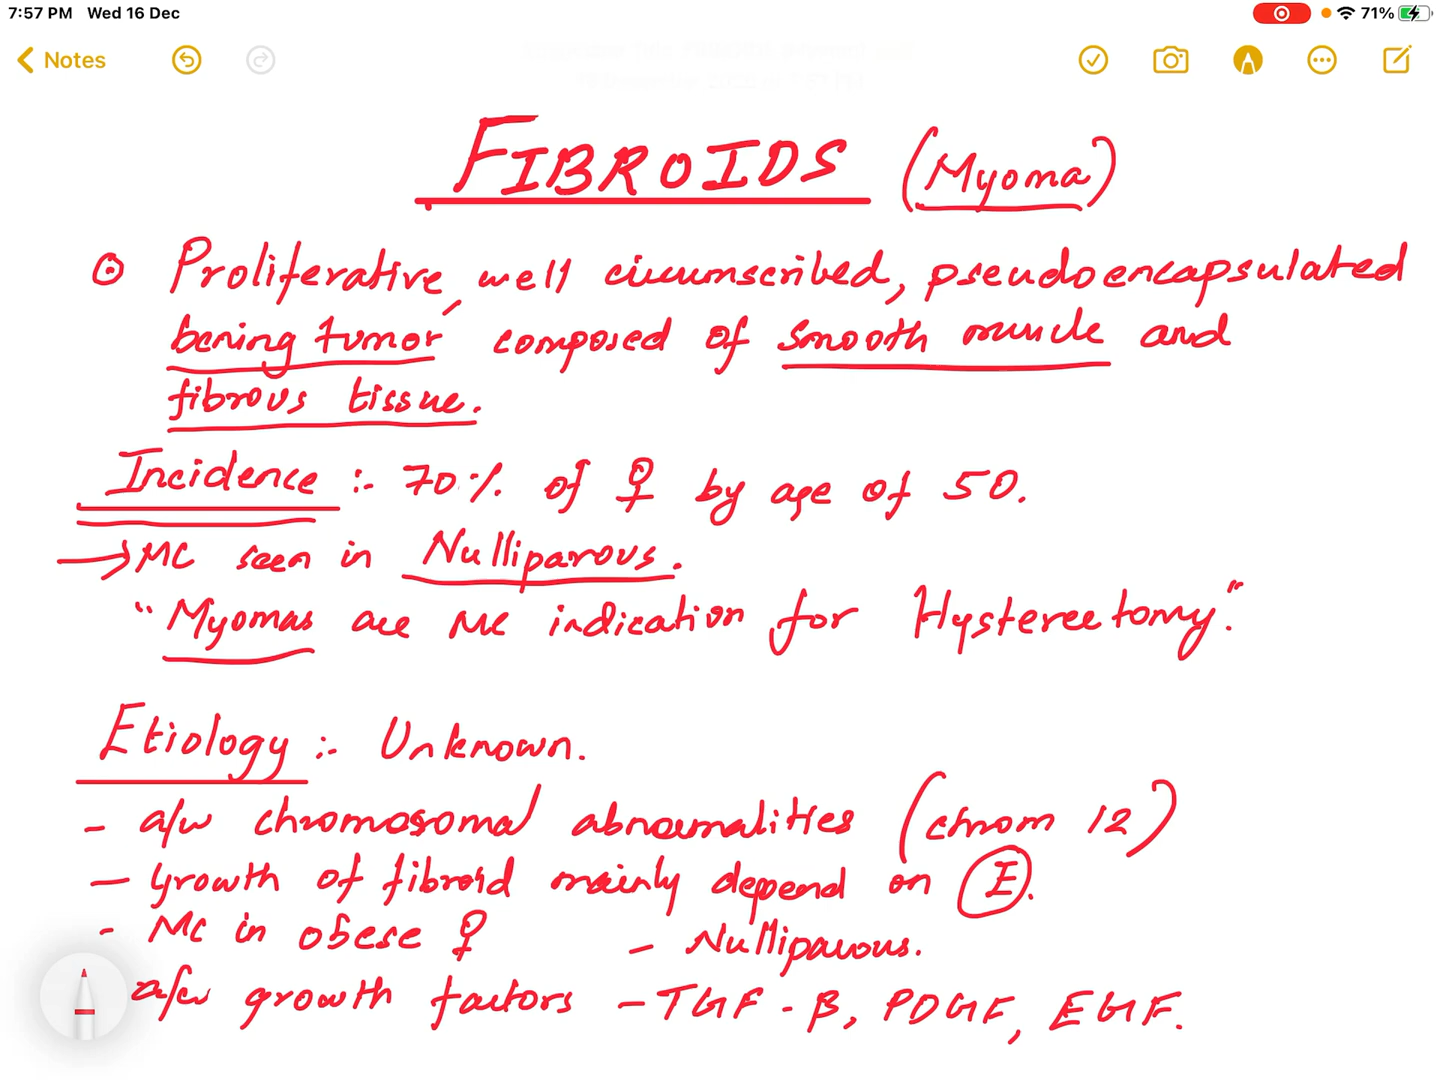 7:57 PM Wed 16 Dec
71%
Notes
FIBROIDS (Myoma)
Proliferative, well circumscribed, pseudoencapsulated
bening tumor composed of smooth muscle and
fibrous tissue.
Incidence :- 70% of ♀ by age of 50.
→ MC seen in Nulliparous.
"Myomas are MC indication for Hysterectomy."
Etiology :- Unknown.
- a/w chromosomal abnormalities (chrom 12)
- Growth of fibroid mainly depend on E.
- MC in obese ♀ - Nulliparous.
a/w growth factors - TGF-β, PDGF, EGF.